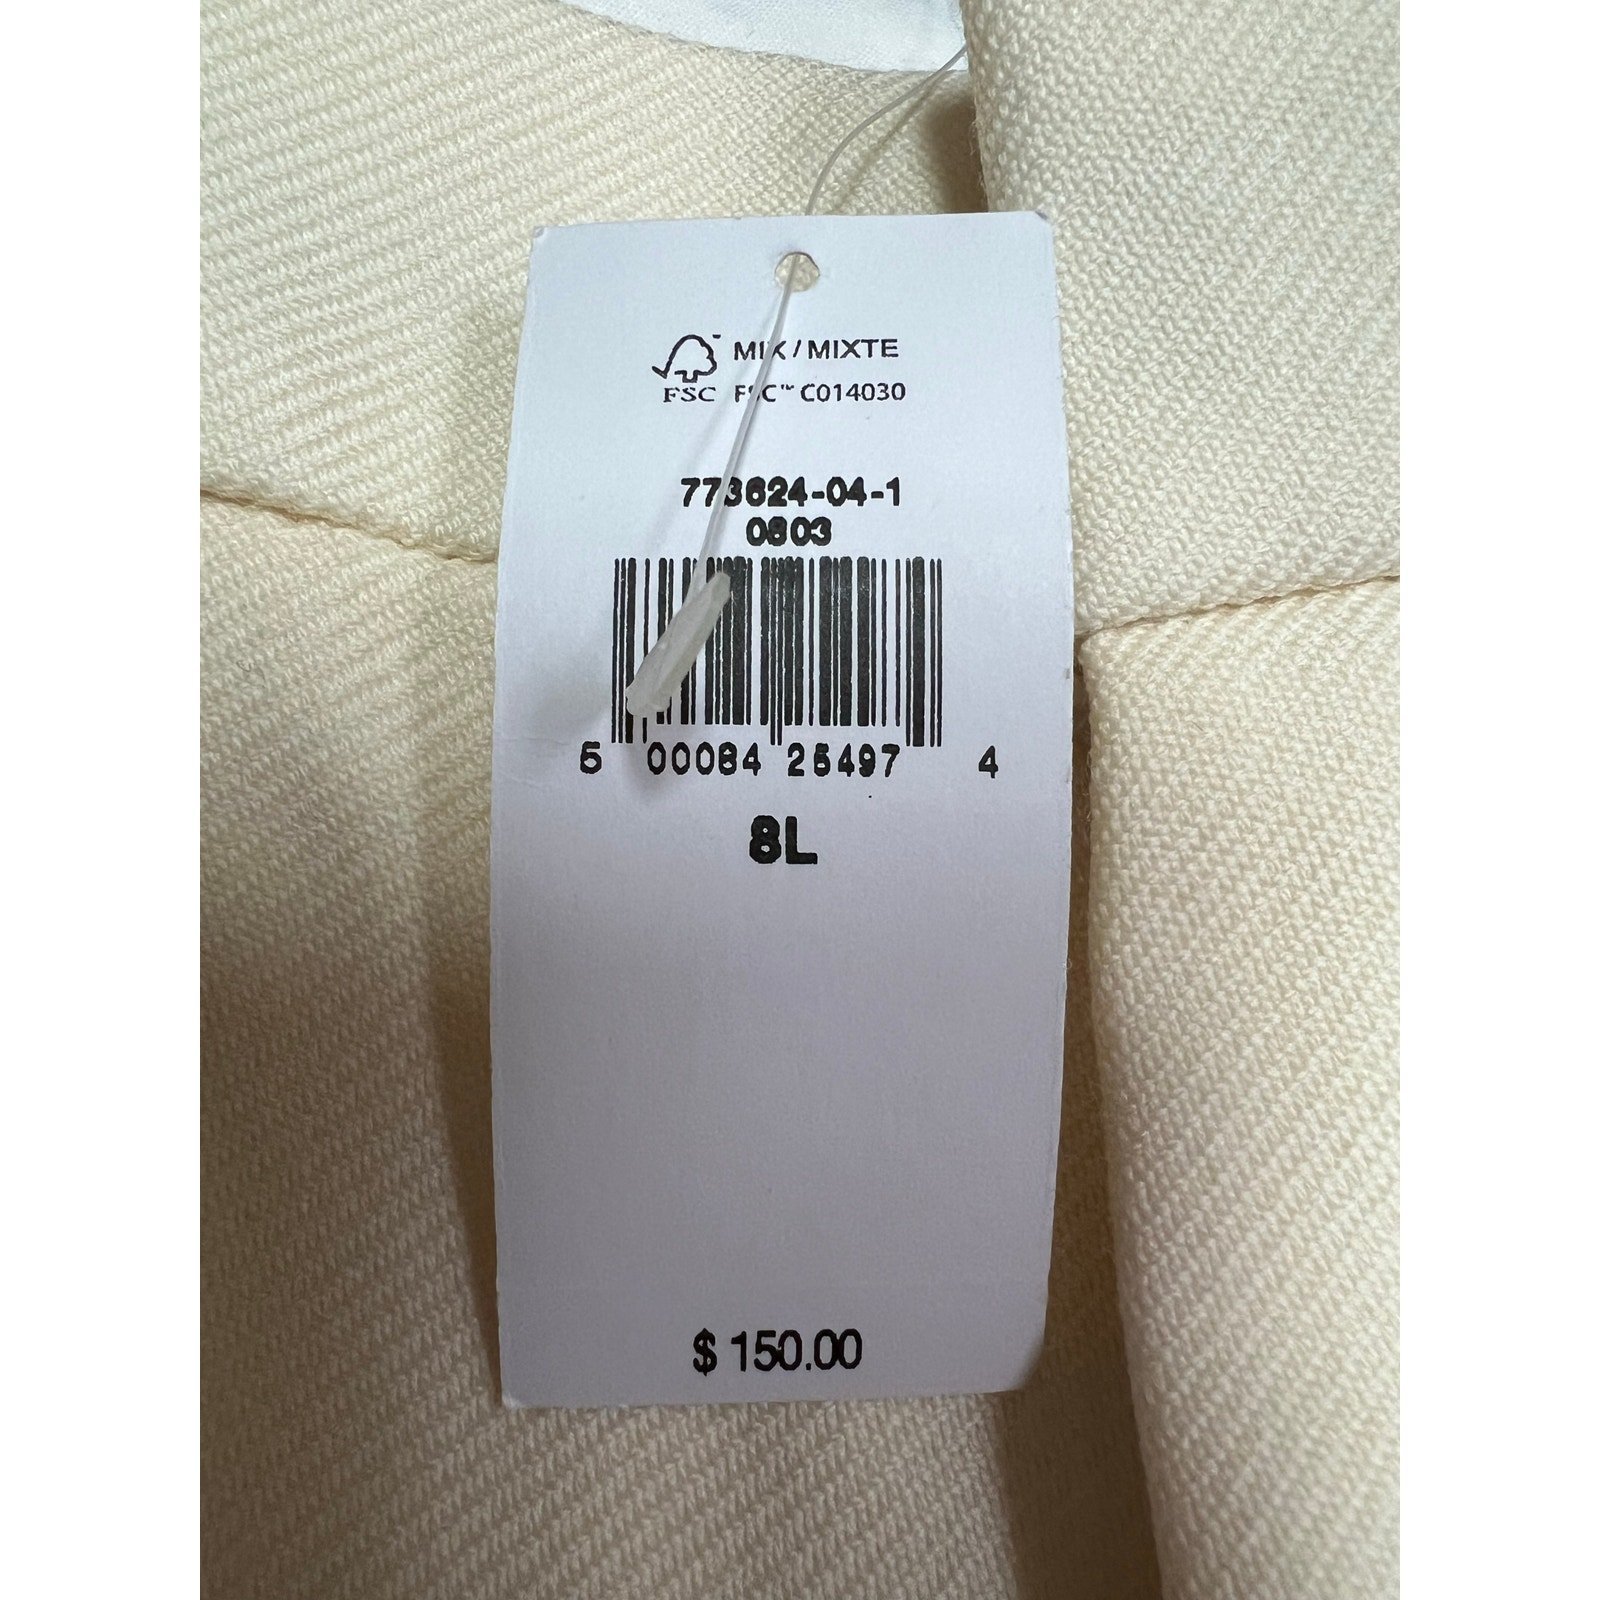 MIX / MIXTE
FSC FSC™ C014030
773624-04-1
0803
5 00084 25497 4
8L
$ 150.00